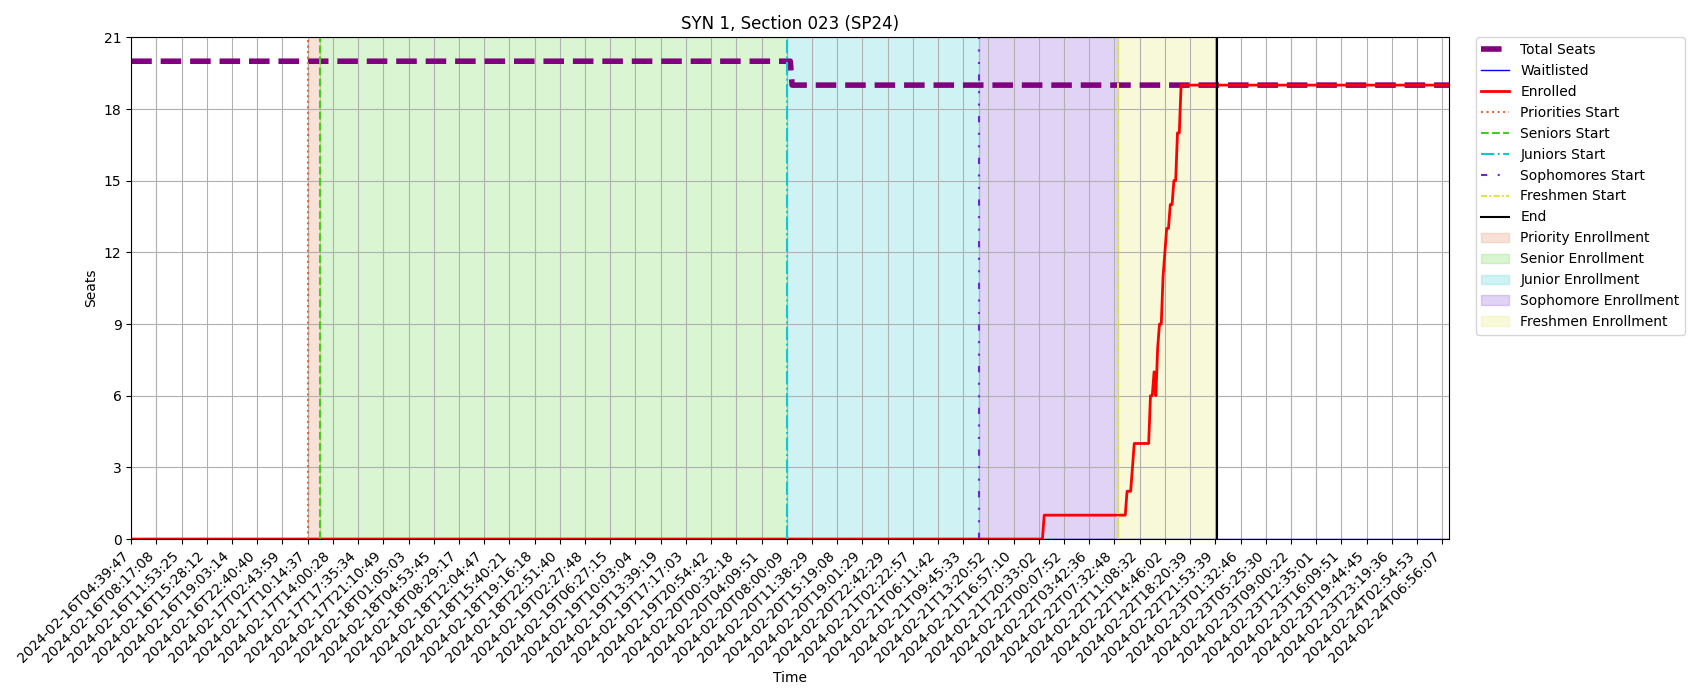 SYN 1, Section 023 (SP24)
21
18
15
12
9
6
3
0
Seats
2024-02-16T04:39:47
2024-02-16T08:17:08
2024-02-16T11:53:25
2024-02-16T15:28:12
2024-02-16T19:03:14
2024-02-16T22:40:40
2024-02-17T02:43:59
2024-02-17T10:14:37
2024-02-17T14:00:28
2024-02-17T17:35:34
2024-02-17T21:10:49
2024-02-18T01:05:03
2024-02-18T04:53:45
2024-02-18T08:29:17
2024-02-18T12:04:47
2024-02-18T15:40:21
2024-02-18T19:16:18
2024-02-18T22:51:40
2024-02-19T02:27:48
2024-02-19T06:27:15
2024-02-19T10:03:04
2024-02-19T13:39:19
2024-02-19T17:17:03
2024-02-19T20:54:42
2024-02-20T00:32:18
2024-02-20T04:09:51
2024-02-20T08:00:09
2024-02-20T11:38:29
2024-02-20T15:19:08
2024-02-20T19:01:29
2024-02-20T22:42:29
2024-02-21T02:22:57
2024-02-21T06:11:42
2024-02-21T09:45:33
2024-02-21T13:20:52
2024-02-21T16:57:10
2024-02-21T20:33:02
2024-02-22T00:07:52
2024-02-22T03:42:36
2024-02-22T07:32:48
2024-02-22T11:08:32
2024-02-22T14:46:02
2024-02-22T18:20:39
2024-02-22T21:53:39
2024-02-23T01:32:46
2024-02-23T05:25:30
2024-02-23T09:00:22
2024-02-23T12:35:01
2024-02-23T16:09:51
2024-02-23T19:44:45
2024-02-23T23:19:36
2024-02-24T02:54:53
2024-02-24T06:56:07
Time
Total Seats
Waitlisted
Enrolled
Priorities Start
Seniors Start
Juniors Start
Sophomores Start
Freshmen Start
End
Priority Enrollment
Senior Enrollment
Junior Enrollment
Sophomore Enrollment
Freshmen Enrollment